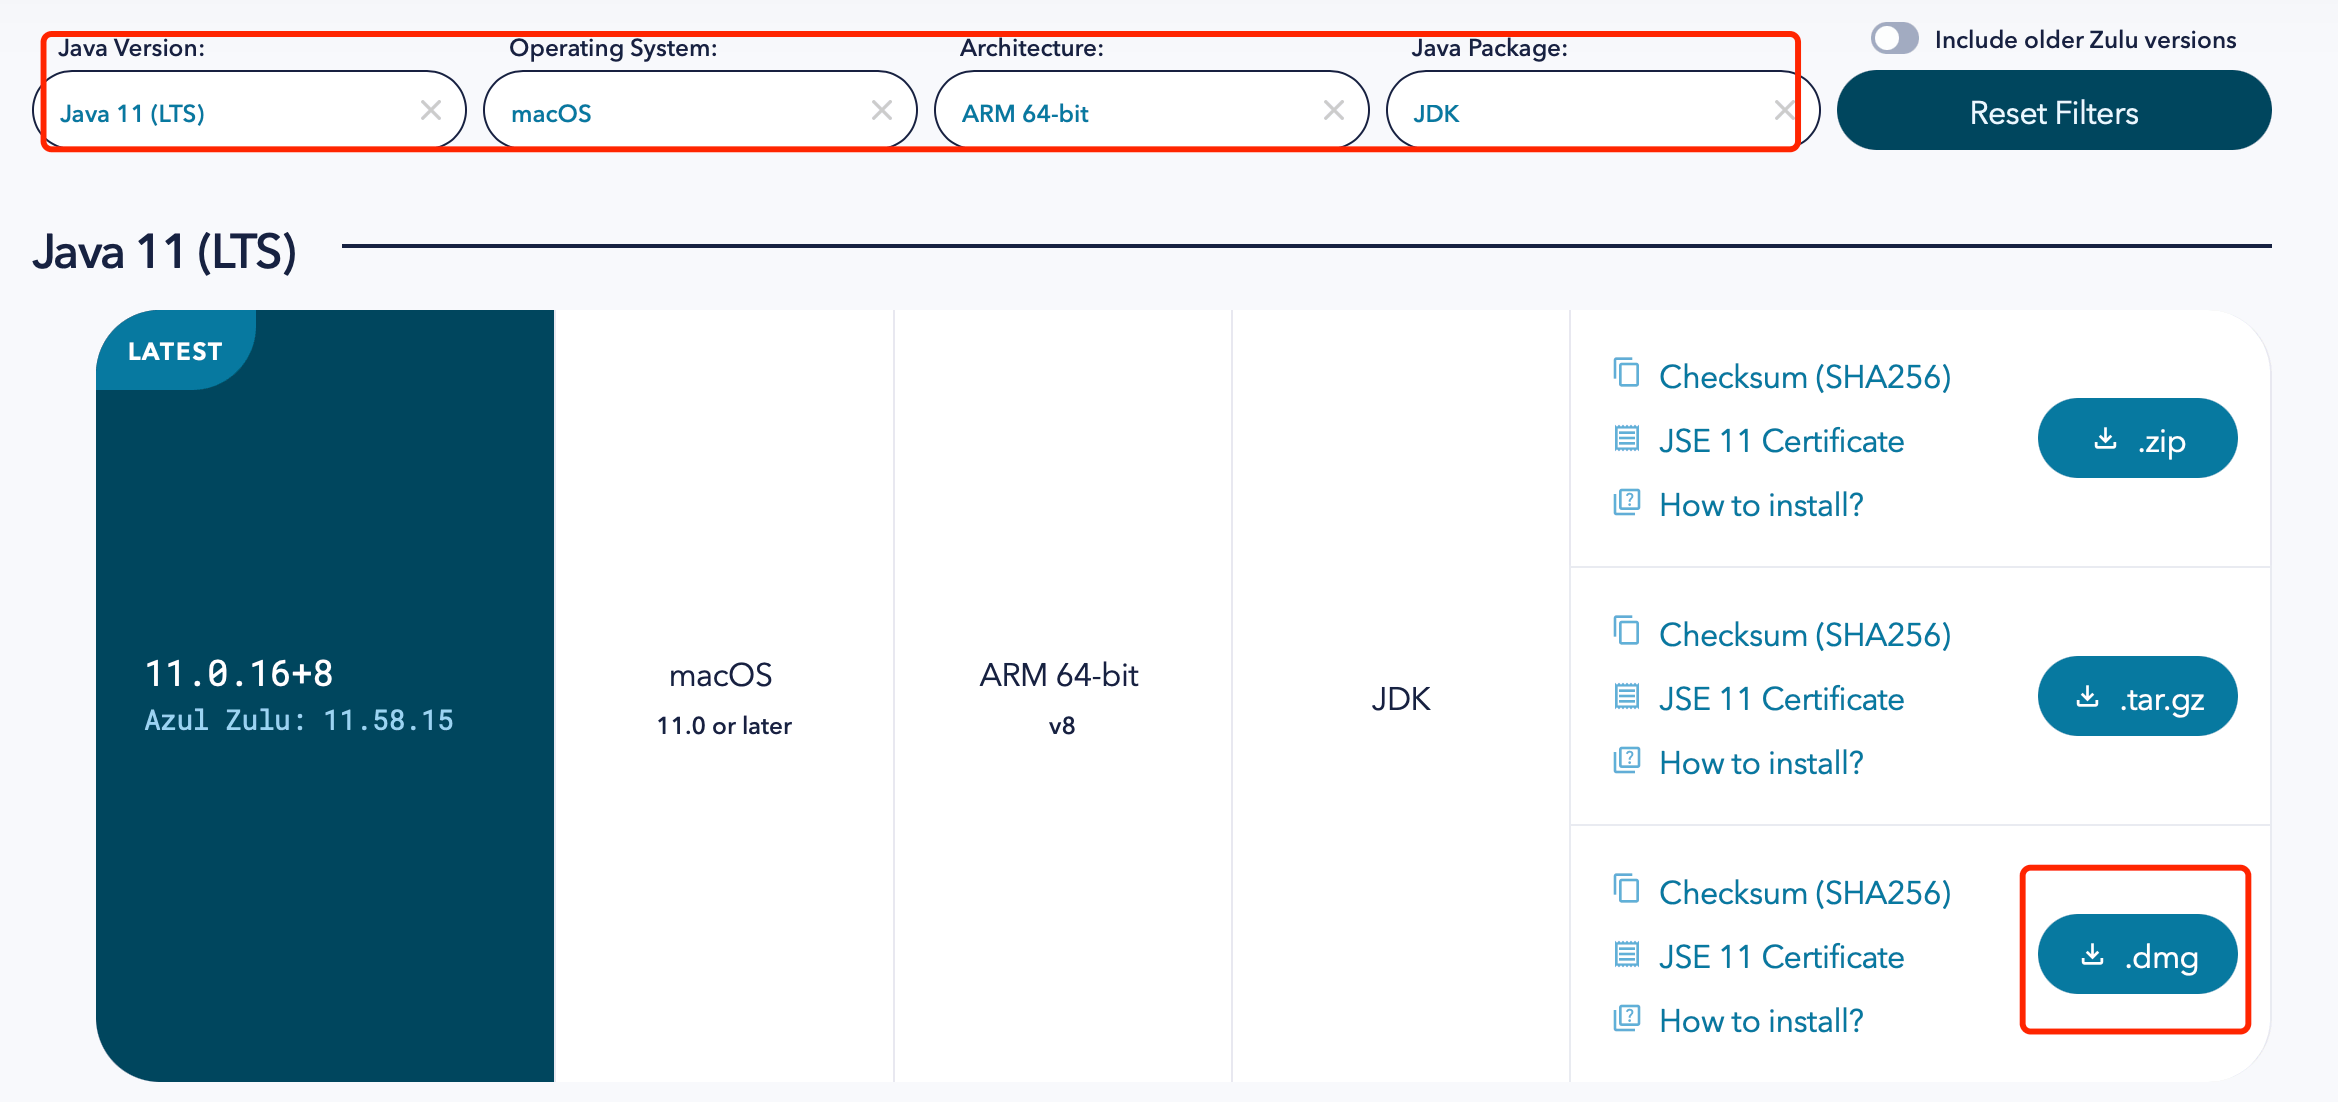 Java Version:
Operating System:
Architecture:
Java Package:
Include older Zulu versions
Java 11 (LTS)
macOS
ARM 64-bit
JDK
Reset Filters
Java 11 (LTS)
LATEST
11.0.16+8
Azul Zulu: 11.58.15
macOS
11.0 or later
ARM 64-bit
v8
JDK
Checksum (SHA256)
JSE 11 Certificate
How to install?
.zip
Checksum (SHA256)
JSE 11 Certificate
How to install?
.tar.gz
Checksum (SHA256)
JSE 11 Certificate
How to install?
.dmg